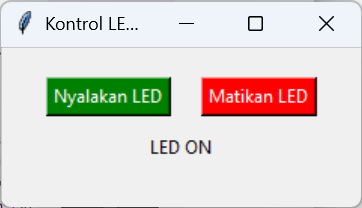 Kontrol LE...
Nyalakan LED Matikan LED
LED ON